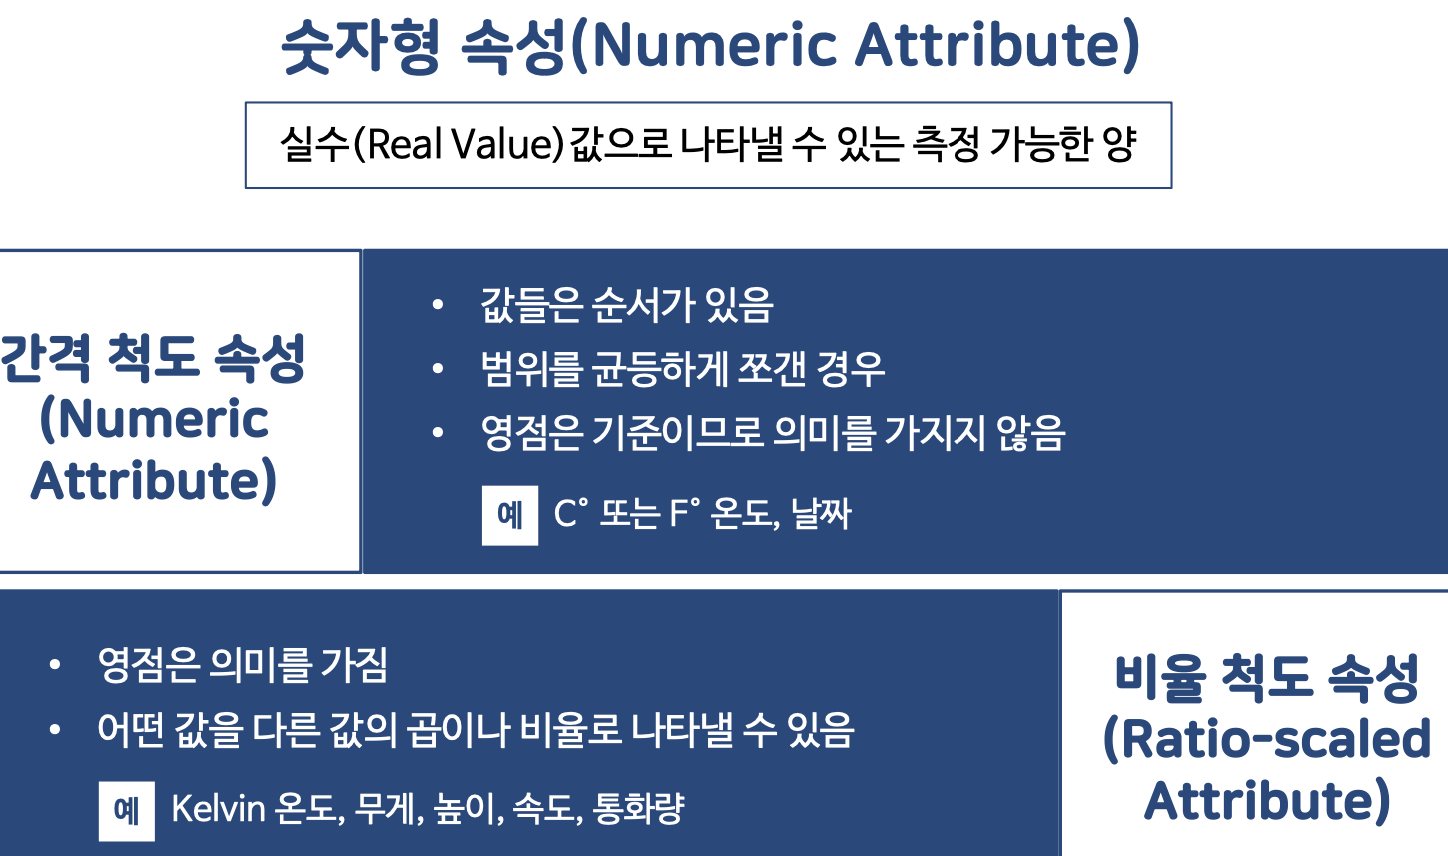 숫자형 속성(Numeric Attribute)
실수(Real Value)값으로 나타낼 수 있는 측정 가능한 양
간격 척도 속성
(Numeric
Attribute)
• 값들은 순서가 있음
• 범위를 균등하게 쪼갠 경우
• 영점은 기준이므로 의미를 가지지 않음
예 C° 또는 F° 온도, 날짜
• 영점은 의미를 가짐
• 어떤 값을 다른 값의 곱이나 비율로 나타낼 수 있음
예 Kelvin 온도, 무게, 높이, 속도, 통화량
비율 척도 속성
(Ratio-scaled
Attribute)